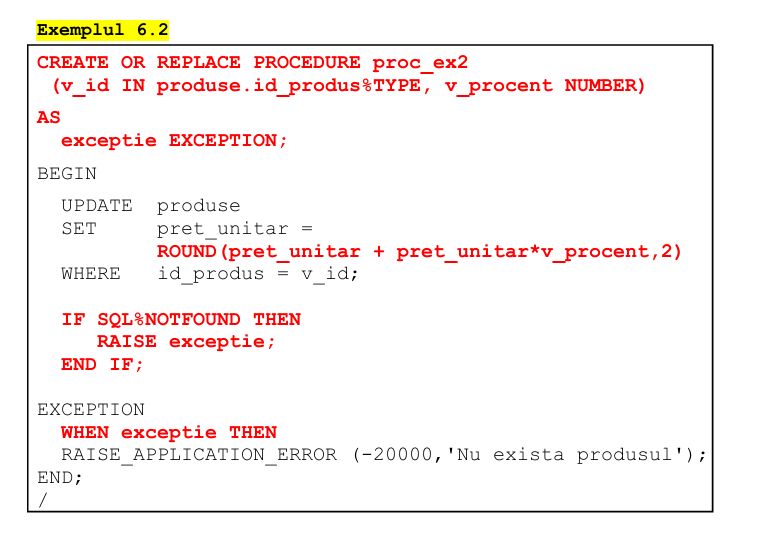 Exemplul 6.2
CREATE OR REPLACE PROCEDURE proc_ex2
(v_id IN produse.id_produs%TYPE, v_procent NUMBER)
AS
exceptie EXCEPTION;
BEGIN
UPDATE produse
SET pret_unitar =
ROUND(pret_unitar + pret_unitar*v_procent,2)
WHERE id_produs = v_id;
IF SQL%NOTFOUND THEN
RAISE exceptie;
END IF;
EXCEPTION
WHEN exceptie THEN
RAISE_APPLICATION_ERROR (-20000,'Nu exista produsul');
END;
/